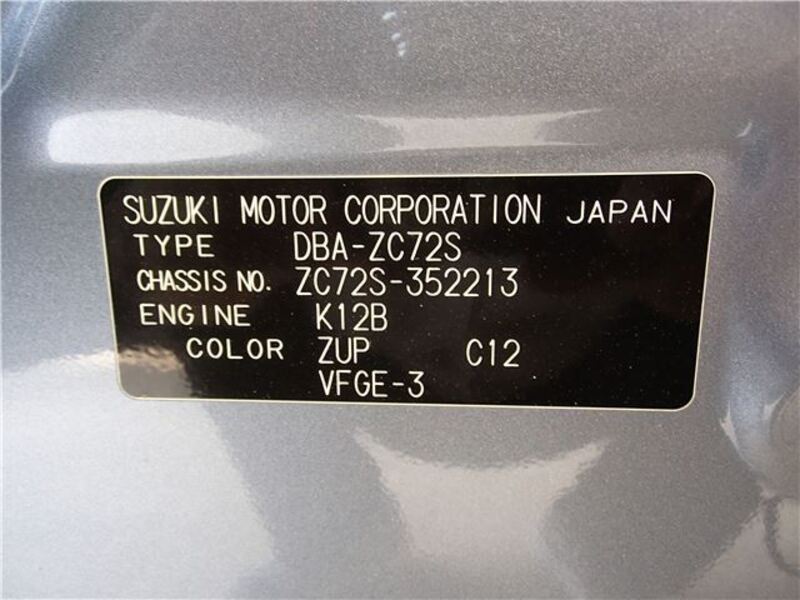 SUZUKI MOTOR CORPORATION JAPAN
TYPE DBA-ZC72S
CHASSIS NO. ZC72S-352213
ENGINE K12B
COLOR ZUP C12
VFGE-3